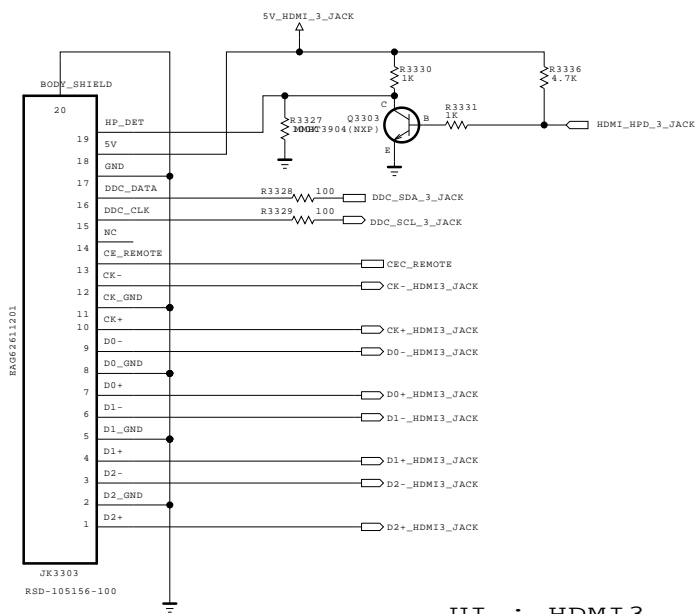 5V_HDMI_3_JACK
BODY_SHIELD
20
R3330
1K
R3336
4.7K
HP_DET
19
R3327
C
Q3303
MMBT3904(NXP)
B
E
R3331
1K
HDMI_HPD_3_JACK
5V
18
GND
17
DDC_DATA
16
R3328
100
DDC_SDA_3_JACK
DDC_CLK
15
R3329
100
DDC_SCL_3_JACK
NC
14
CE_REMOTE
13
CEC_REMOTE
CK-
12
CK-_HDMI3_JACK
CK_GND
11
CK+
10
CK+_HDMI3_JACK
D0-
9
D0-_HDMI3_JACK
D0_GND
8
D0+
7
D0+_HDMI3_JACK
D1-
6
D1-_HDMI3_JACK
D1_GND
5
D1+
4
D1+_HDMI3_JACK
D2-
3
D2-_HDMI3_JACK
D2_GND
2
D2+
1
D2+_HDMI3_JACK
EAG62611201
JK3303
RSD-105156-100